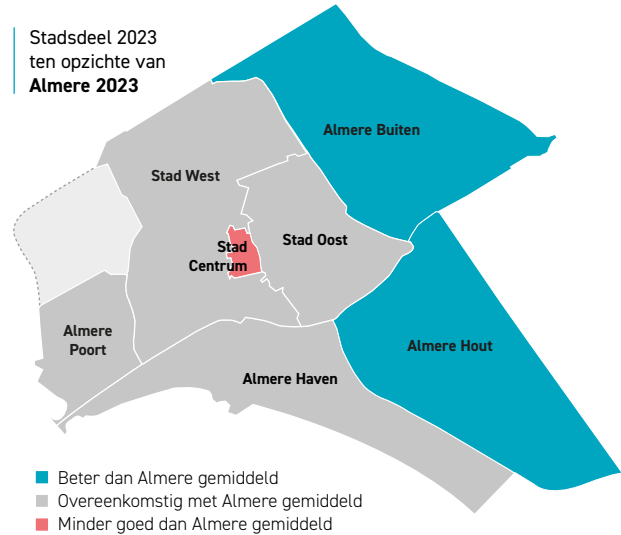 Stadsdeel 2023
ten opzichte van
Almere 2023
Almere Buiten
Stad West
Stad Oost
Stad
Centrum
Almere
Poort
Almere Hout
Almere Haven
Beter dan Almere gemiddeld
Overeenkomstig met Almere gemiddeld
Minder goed dan Almere gemiddeld